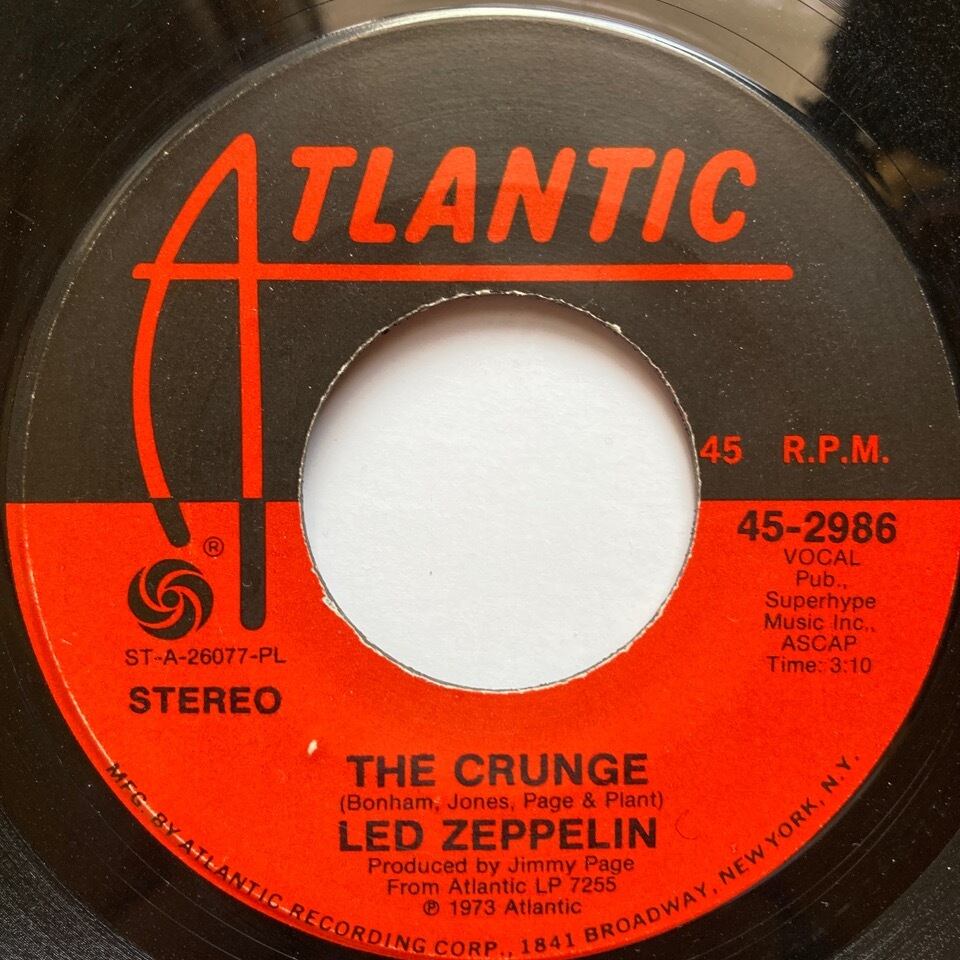 ATLANTIC
45 R.P.M.
45-2986
VOCAL
Pub.,
Superhype
Music Inc.,
ASCAP
Time: 3:10
®
ST-A-26077-PL
STEREO
THE CRUNGE
(Bonham, Jones, Page & Plant)
LED ZEPPELIN
Produced by Jimmy Page
From Atlantic LP 7255
℗ 1973 Atlantic
MFG. BY ATLANTIC RECORDING CORP., 1841 BROADWAY, NEW YORK, N.Y.